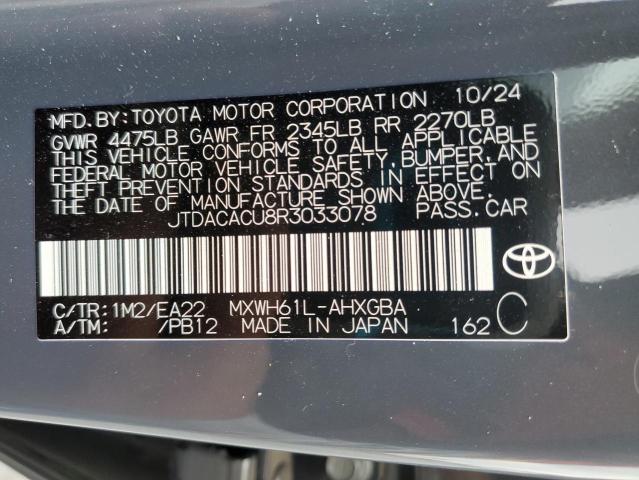 MFD.BY:TOYOTA MOTOR CORPORATION 10/24
GVWR 4475LB GAWR FR 2345LB RR 2270LB
THIS VEHICLE CONFORMS TO ALL APPLICABLE
FEDERAL MOTOR VEHICLE SAFETY, BUMPER, AND
THEFT PREVENTION STANDARDS IN EFFECT ON
THE DATE OF MANUFACTURE SHOWN ABOVE.
JTDACACU8R3033078 PASS.CAR
C/TR:1M2/EA22 MXWH61L-AHXGBA
A/TM: /PB12 MADE IN JAPAN 162 C